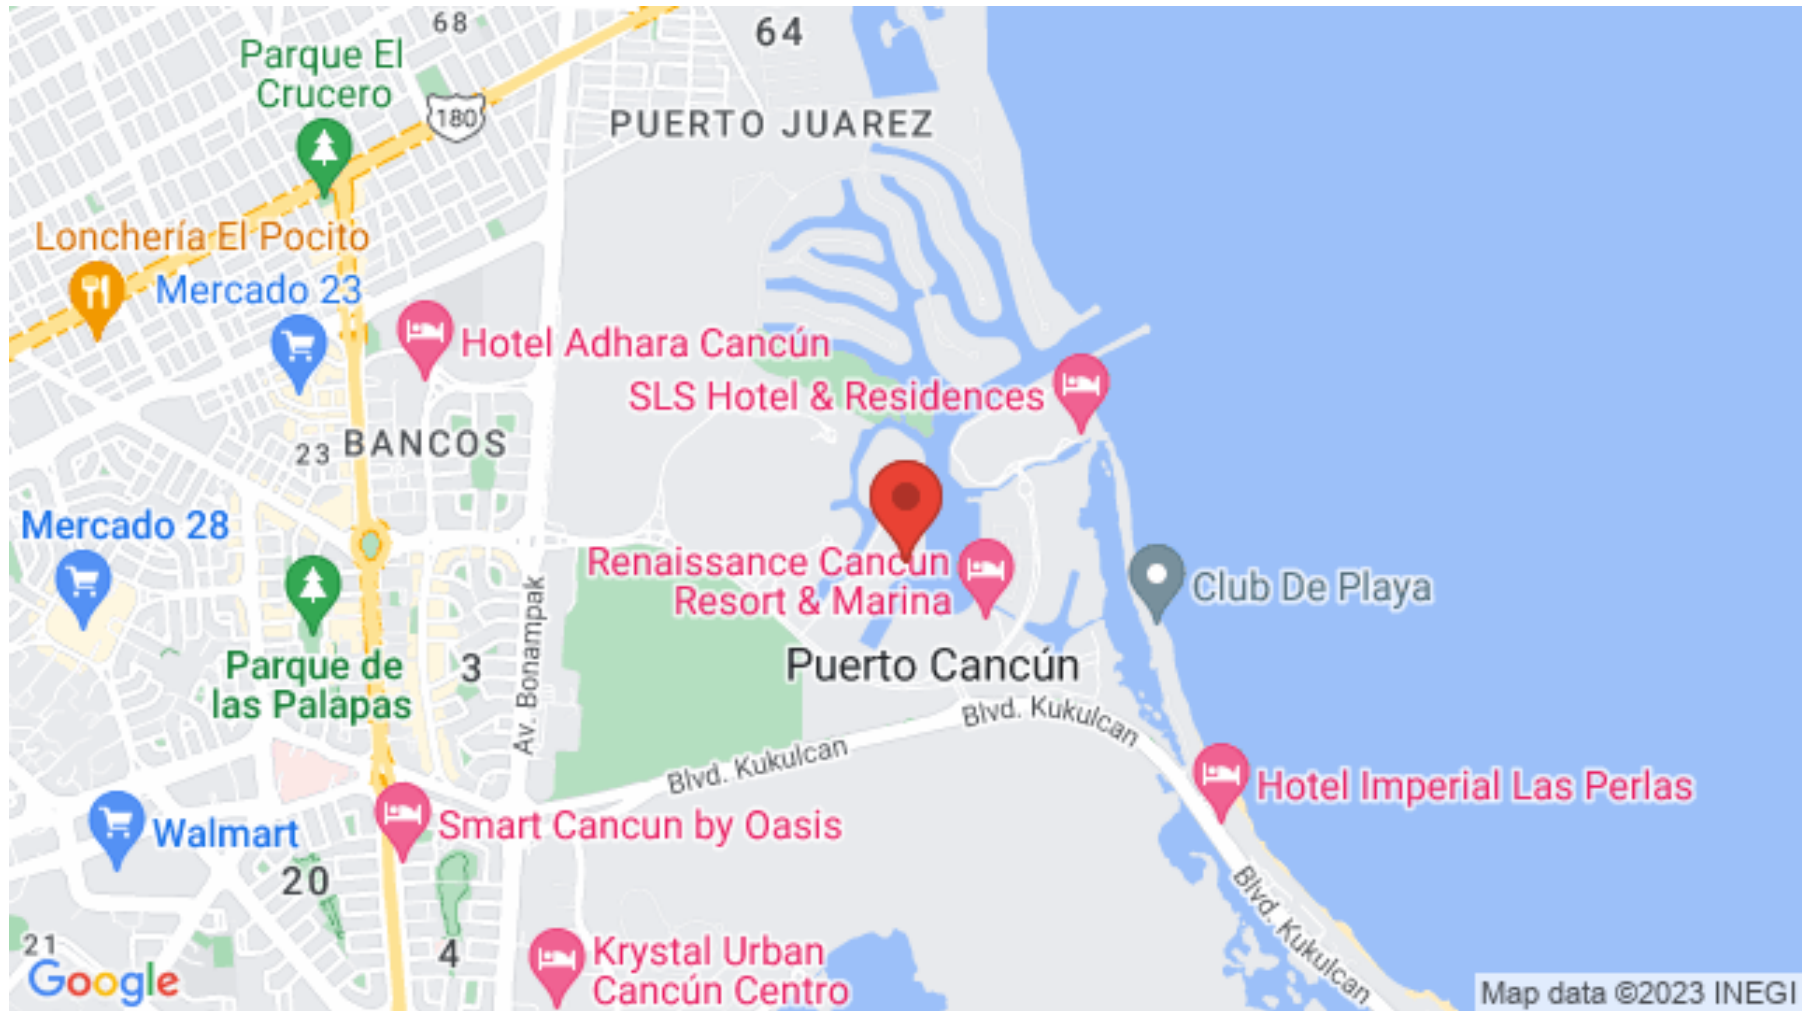 68
64
Parque El
Crucero
180
PUERTO JUAREZ
Lonchería El Pocito
Mercado 23
Hotel Adhara Cancún
SLS Hotel & Residences
23
BANCOS
Mercado 28
Renaissance Cancun
Resort & Marina
Club De Playa
Av. Bonampak
Parque de
las Palapas
3
Puerto Cancún
Blvd. Kukulcan
Blvd. Kukulcan
Hotel Imperial Las Perlas
Walmart
Smart Cancun by Oasis
20
Blvd. Kukulcan
21
4
Krystal Urban
Cancún Centro
Google
Map data ©2023 INEGI